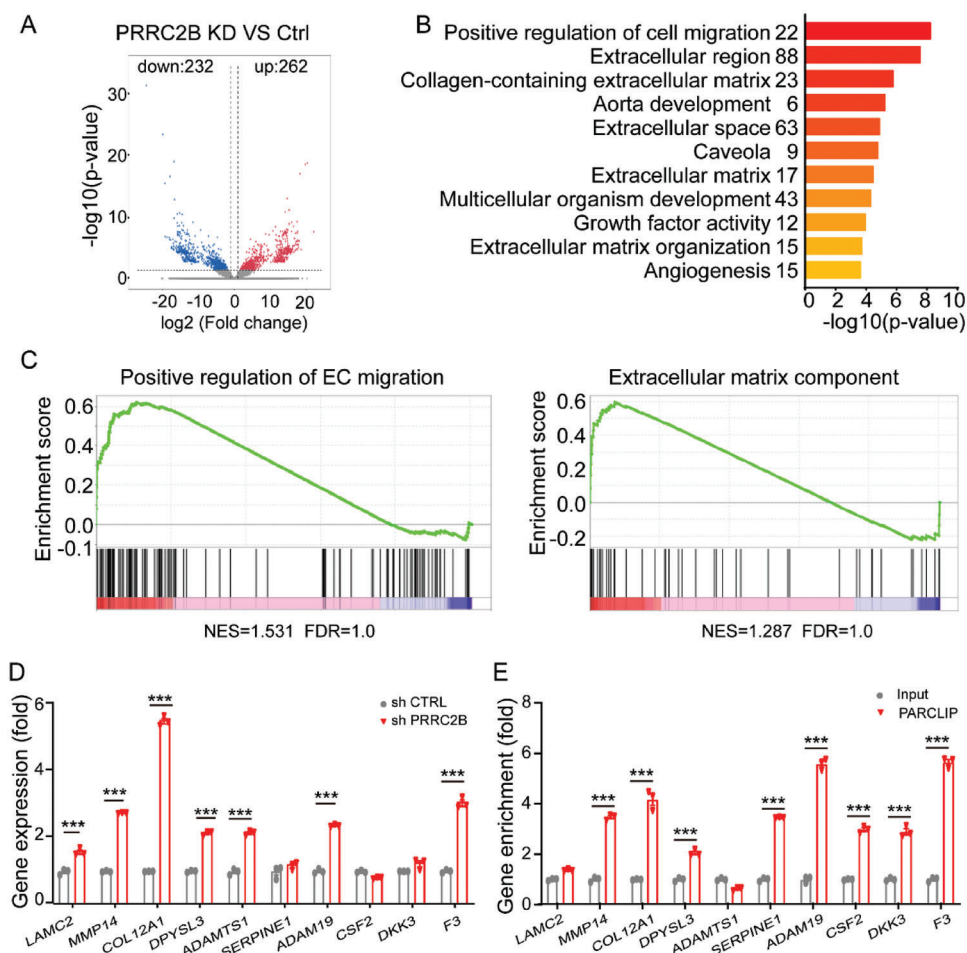 A
PRRC2B KD VS Ctrl
down:232 up:262
-log10(p-value)
30
20
10
0
-20 -10 0 10 20
log2 (Fold change)
B
Positive regulation of cell migration 22
Extracellular region 88
Collagen-containing extracellular matrix 23
Aorta development 6
Extracellular space 63
Caveola 9
Extracellular matrix 17
Multicellular organism development 43
Growth factor activity 12
Extracellular matrix organization 15
Angiogenesis 15
0 2 4 6 8 10
-log10(p-value)
C
Positive regulation of EC migration
Enrichment score
0.6
0.4
0.2
0.0
-0.1
NES=1.531 FDR=1.0
Extracellular matrix component
Enrichment score
0.6
0.4
0.2
0.0
-0.2
NES=1.287 FDR=1.0
D
Gene expression (fold)
6
4
2
0
sh CTRL
sh PRRC2B
*** *** *** *** *** *** ***
LAMC2 MMP14 COL12A1 DPYSL3 ADAMTS1 SERPINE1 ADAM19 CSF2 DKK3 F3
E
Gene enrichment (fold)
8
6
4
2
0
Input
PARCLIP
*** *** *** *** *** *** *** ***
LAMC2 MMP14 COL12A1 DPYSL3 ADAMTS1 SERPINE1 ADAM19 CSF2 DKK3 F3